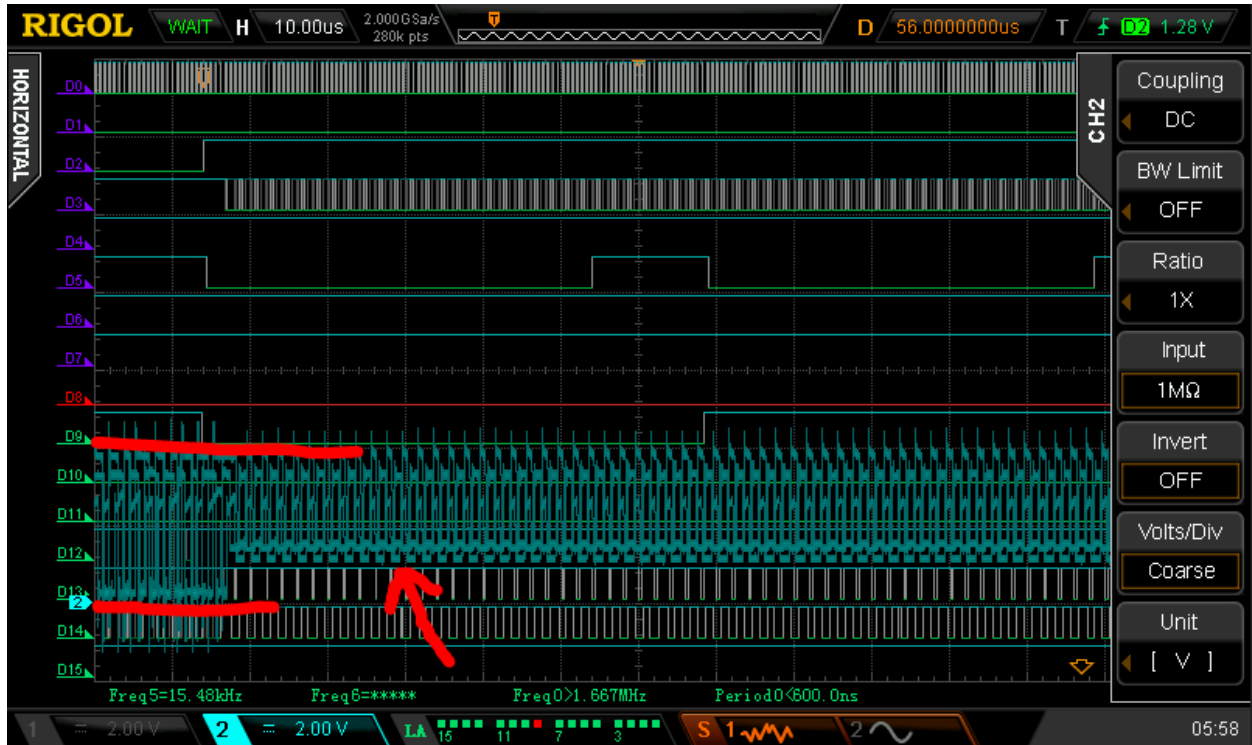 RIGOL WAIT H 10.00us 2.000GSa/s 280k pts T D 56.0000000us T D2 1.28 V
HORIZONTAL
CH2
Coupling
DC
BW Limit
OFF
Ratio
1X
Input
1MΩ
Invert
OFF
Volts/Div
Coarse
Unit
[ V ]
D0
D1
D2
D3
D4
D5
D6
D7
D8
D9
D10
D11
D12
D13
2
D14
D15
T
Freq5=15.48kHz Freq6=***** Freq0>1.667MHz Period0<600.0ns
1 = 2.00 V 2 = 2.00 V LA 15 11 7 3 S 1 2 05:58